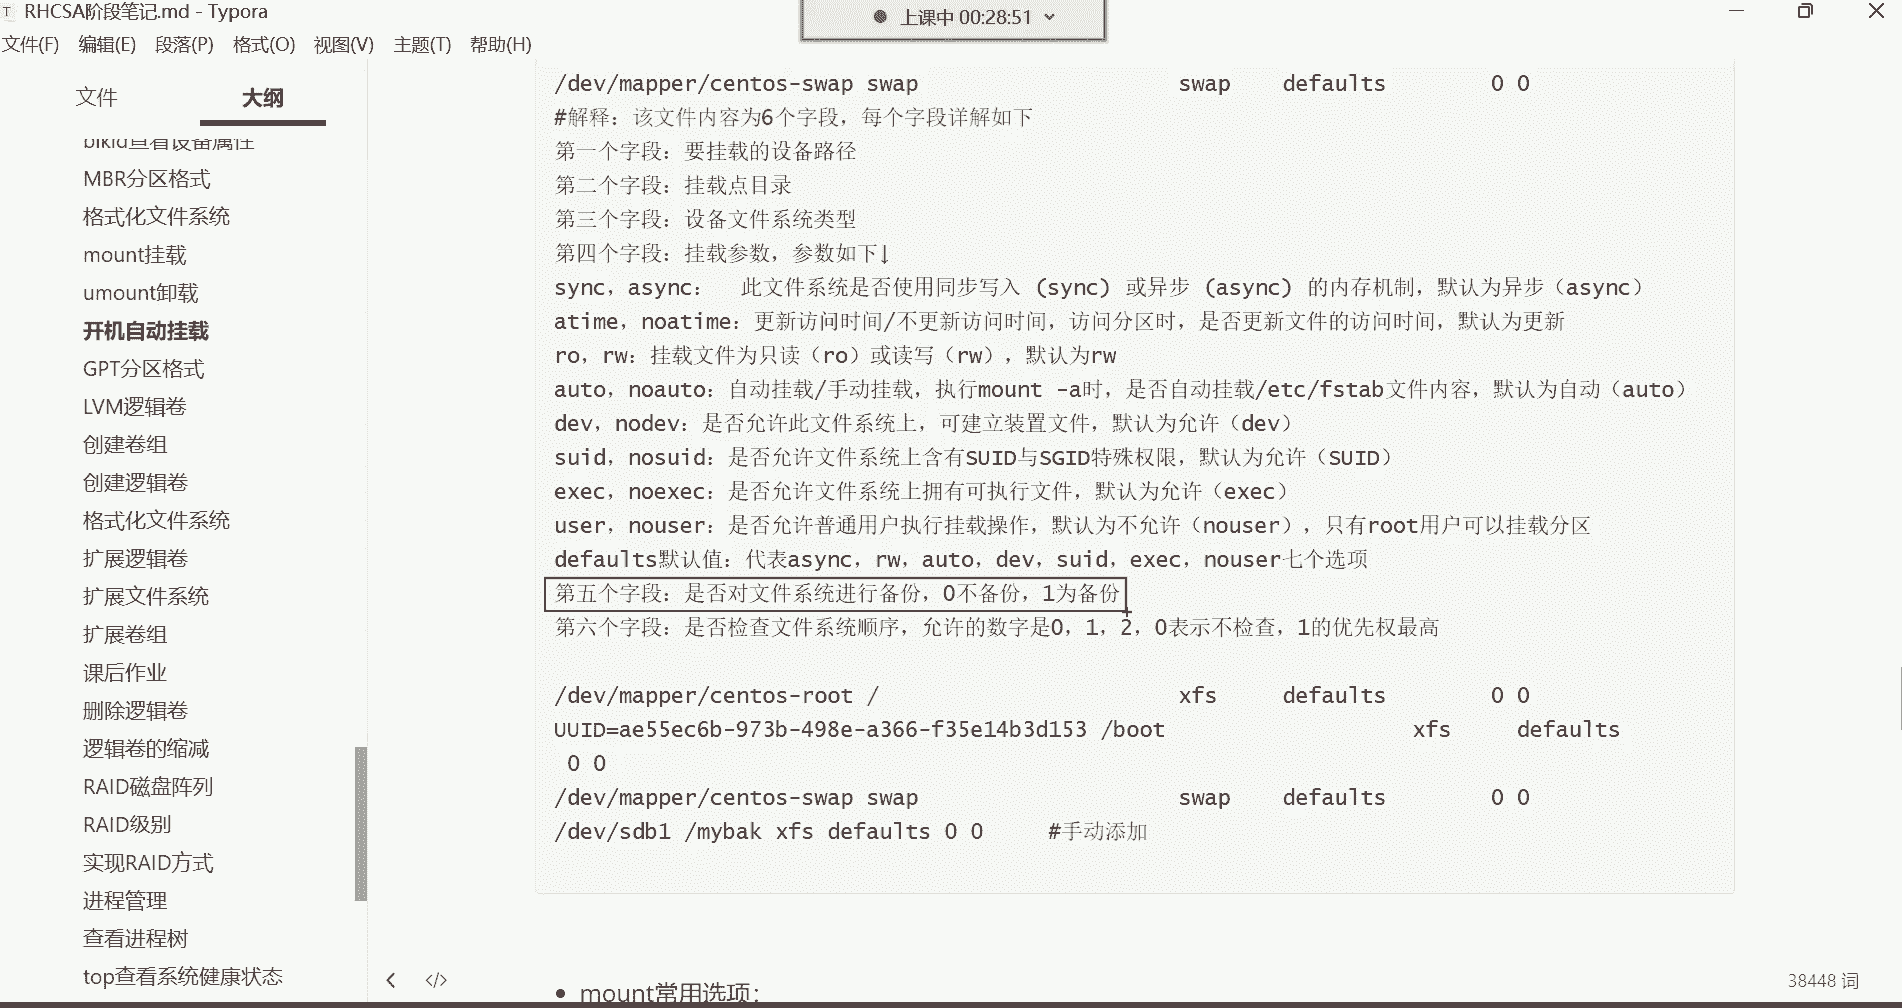 RHCSA阶段笔记.md - Typora
上课中 00:28:51
文件(F) 编辑(E) 段落(P) 格式(O) 视图(V) 主题(T) 帮助(H)
文件 大纲
blkid查看设备属性
MBR分区格式
格式化文件系统
mount挂载
umount卸载
开机自动挂载
GPT分区格式
LVM逻辑卷
创建卷组
创建逻辑卷
格式化文件系统
扩展逻辑卷
扩展文件系统
扩展卷组
课后作业
删除逻辑卷
逻辑卷的缩减
RAID磁盘阵列
RAID级别
实现RAID方式
进程管理
查看进程树
top查看系统健康状态
/dev/mapper/centos-swap swap swap defaults 0 0
#解释：该文件内容为6个字段，每个字段详解如下
第一个字段：要挂载的设备路径
第二个字段：挂载点目录
第三个字段：设备文件系统类型
第四个字段：挂载参数，参数如下↓
sync，async： 此文件系统是否使用同步写入 (sync) 或异步 (async) 的内存机制，默认为异步（async）
atime，noatime：更新访问时间/不更新访问时间，访问分区时，是否更新文件的访问时间，默认为更新
ro，rw：挂载文件为只读（ro）或读写（rw），默认为rw
auto，noauto：自动挂载/手动挂载，执行mount -a时，是否自动挂载/etc/fstab文件内容，默认为自动（auto）
dev，nodev：是否允许此文件系统上，可建立装置文件，默认为允许（dev）
suid，nosuid：是否允许文件系统上含有SUID与SGID特殊权限，默认为允许（SUID）
exec，noexec：是否允许文件系统上拥有可执行文件，默认为允许（exec）
user，nouser：是否允许普通用户执行挂载操作，默认为不允许（nouser），只有root用户可以挂载分区
defaults默认值：代表async，rw，auto，dev，suid，exec，nouser七个选项
第五个字段：是否对文件系统进行备份，0不备份，1为备份
第六个字段：是否检查文件系统顺序，允许的数字是0，1，2，0表示不检查，1的优先权最高
/dev/mapper/centos-root / xfs defaults 0 0
UUID=ae55ec6b-973b-498e-a366-f35e14b3d153 /boot xfs defaults
0 0
/dev/mapper/centos-swap swap swap defaults 0 0
/dev/sdb1 /mybak xfs defaults 0 0 #手动添加
• mount常用选项：
38448 词